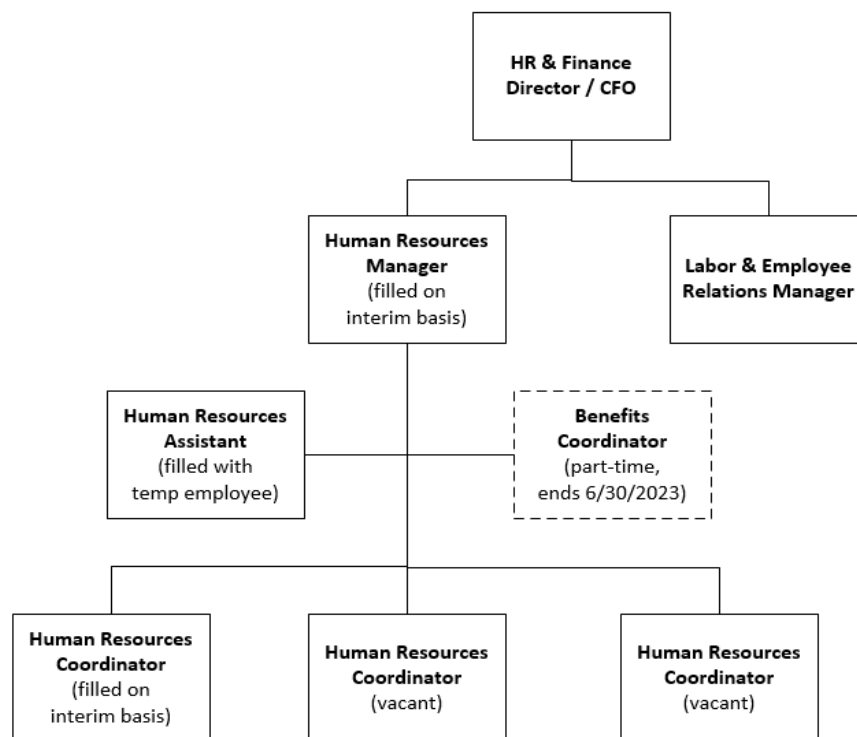 HR & Finance
Director / CFO
Human Resources
Manager
(filled on
interim basis)
Labor & Employee
Relations Manager
Human Resources
Assistant
(filled with
temp employee)
Benefits
Coordinator
(part-time,
ends 6/30/2023)
Human Resources
Coordinator
(filled on
interim basis)
Human Resources
Coordinator
(vacant)
Human Resources
Coordinator
(vacant)